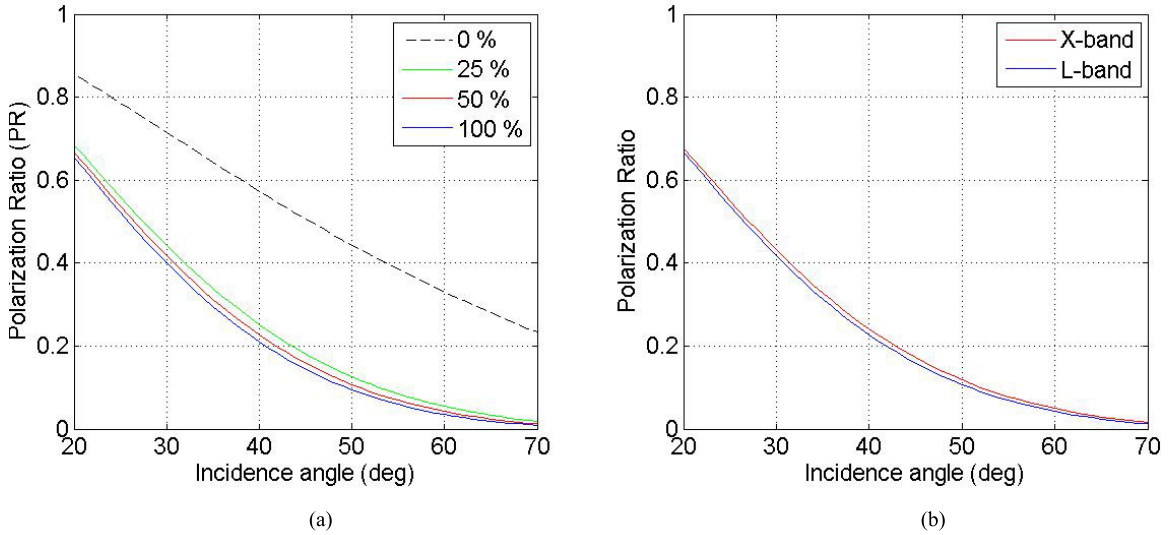 1
0.8
0.6
0.4
0.2
0
20 30 40 50 60 70
Polarization Ratio (PR)
Incidence angle (deg)
0 %
25 %
50 %
100 %
(a)
1
0.8
0.6
0.4
0.2
0
20 30 40 50 60 70
Polarization Ratio
Incidence angle (deg)
X-band
L-band
(b)